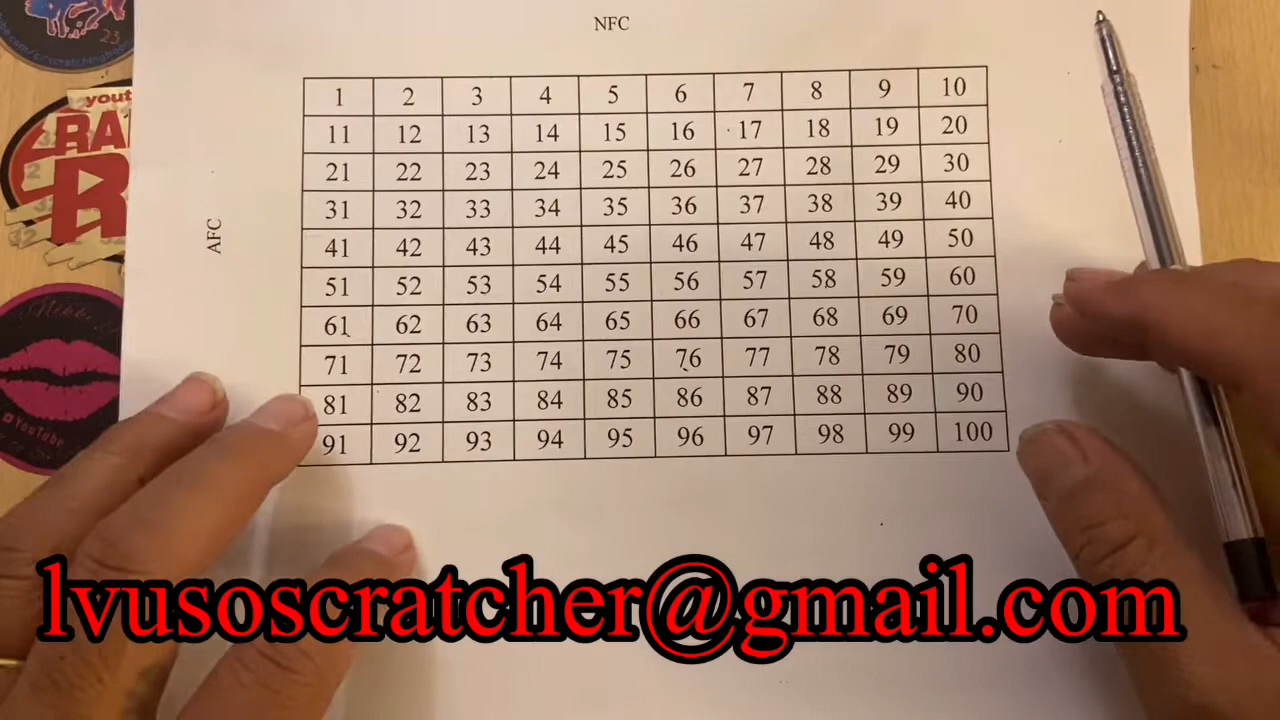 NFC
AFC
1 2 3 4 5 6 7 8 9 10
11 12 13 14 15 16 17 18 19 20
21 22 23 24 25 26 27 28 29 30
31 32 33 34 35 36 37 38 39 40
41 42 43 44 45 46 47 48 49 50
51 52 53 54 55 56 57 58 59 60
61 62 63 64 65 66 67 68 69 70
71 72 73 74 75 76 77 78 79 80
81 82 83 84 85 86 87 88 89 90
91 92 93 94 95 96 97 98 99 100
23
YouTube
lvusoscratcher@gmail.com